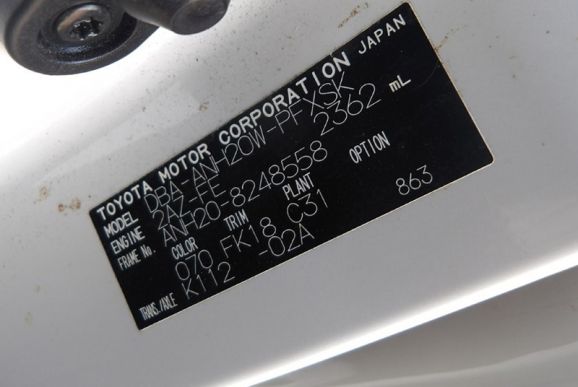 TOYOTA MOTOR CORPORATION JAPAN
MODEL DBA-ANH20W-PFXSK
ENGINE 2AZ-FE 2362 mL
FRAME No. ANH20-8248558
COLOR TRIM PLANT OPTION
070 FK18 C31 863
TRANS./AXLE K112 -02A